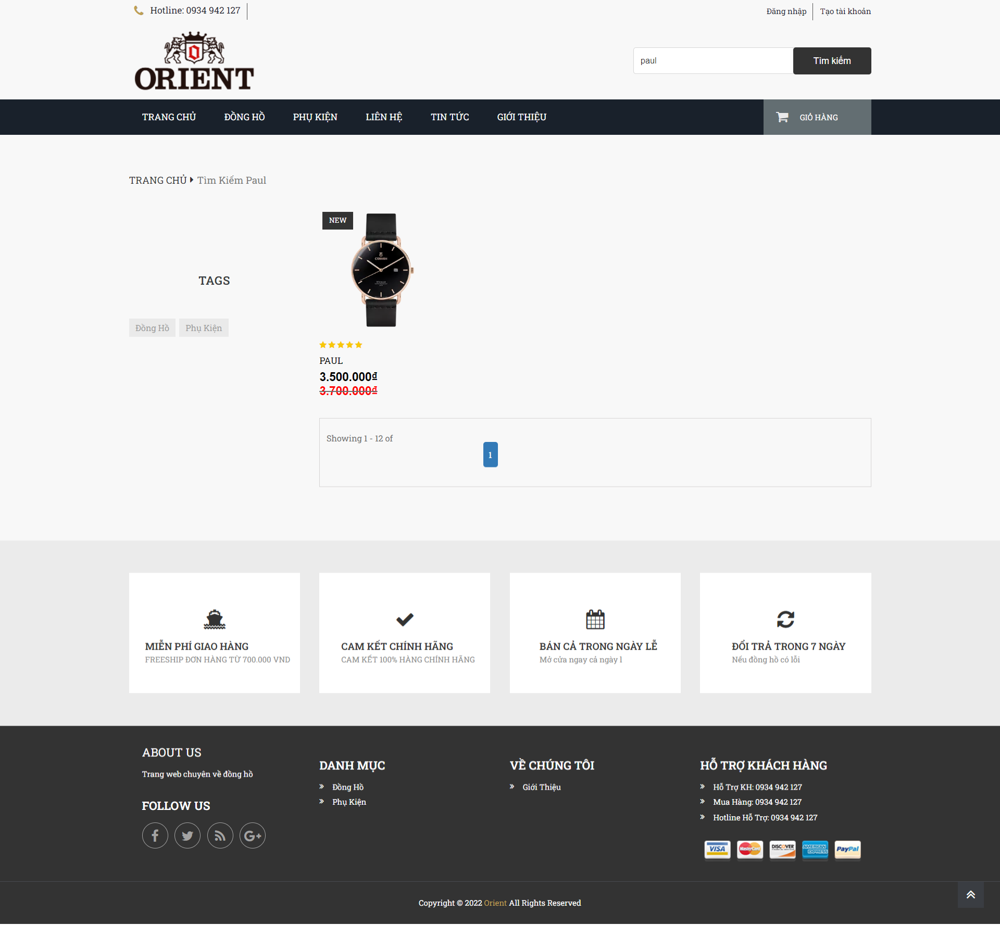 Hotline: 0934 942 127
Đăng nhập
Tạo tài khoản
ORIENT
paul
Tìm kiếm
TRANG CHỦ
ĐỒNG HỒ
PHỤ KIỆN
LIÊN HỆ
TIN TỨC
GIỚI THIỆU
GIỎ HÀNG
TRANG CHỦ Tìm Kiếm Paul
NEW
CORNISH
TAGS
Đồng Hồ
Phụ Kiện
PAUL
3.500.000₫
3.700.000₫
Showing 1 - 12 of
1
MIỄN PHÍ GIAO HÀNG
FREESHIP ĐƠN HÀNG TỪ 700.000 VND
CAM KẾT CHÍNH HÃNG
CAM KẾT 100% HÀNG CHÍNH HÃNG
BÁN CẢ TRONG NGÀY LỄ
Mở cửa ngay cả ngày l
ĐỔI TRẢ TRONG 7 NGÀY
Nếu đồng hồ có lỗi
ABOUT US
Trang web chuyên về đồng hồ
FOLLOW US
DANH MỤC
Đồng Hồ
Phụ Kiện
VỀ CHÚNG TÔI
Giới Thiệu
HỖ TRỢ KHÁCH HÀNG
Hỗ Trợ KH: 0934 942 127
Mua Hàng: 0934 942 127
Hotline Hỗ Trợ: 0934 942 127
VISA
MasterCard
DISCOVER
AMERICAN EXPRESS
PayPal
Copyright © 2022 Orient All Rights Reserved